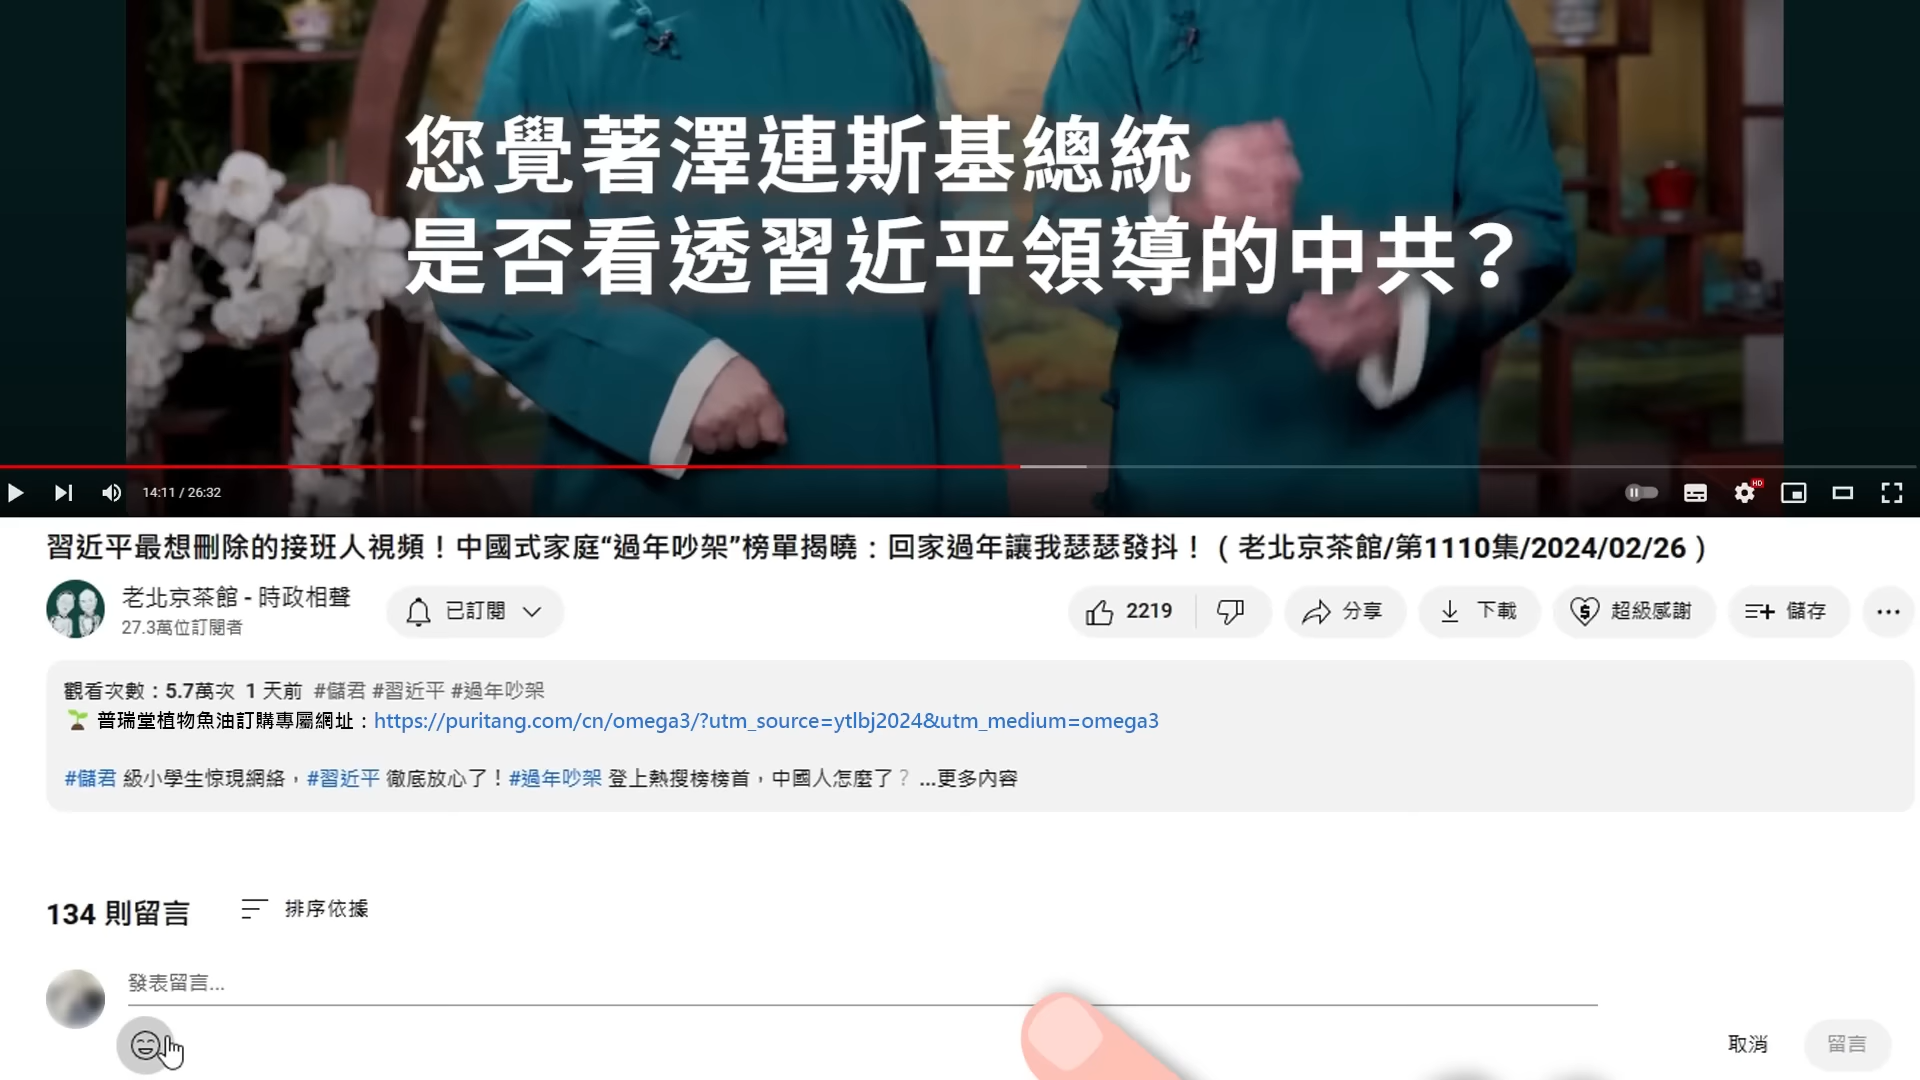 您覺著澤連斯基總統
是否看透習近平領導的中共？
14:11 / 26:32
HD
習近平最想刪除的接班人視頻！中國式家庭“過年吵架”榜單揭曉：回家過年讓我瑟瑟發抖！（老北京茶館/第1110集/2024/02/26）
老北京茶館 - 時政相聲
27.3萬位訂閱者
已訂閱
2219
分享
下載
超級感謝
儲存
觀看次數：5.7萬次 1 天前 #儲君 #習近平 #過年吵架
普瑞堂植物魚油訂購專屬網址：https://puritang.com/cn/omega3/?utm_source=ytlbj2024&utm_medium=omega3
#儲君 級小學生惊現網絡，#習近平 徹底放心了！#過年吵架 登上熱搜榜榜首，中國人怎麼了？ ...更多內容
134 則留言
排序依據
發表留言...
取消
留言